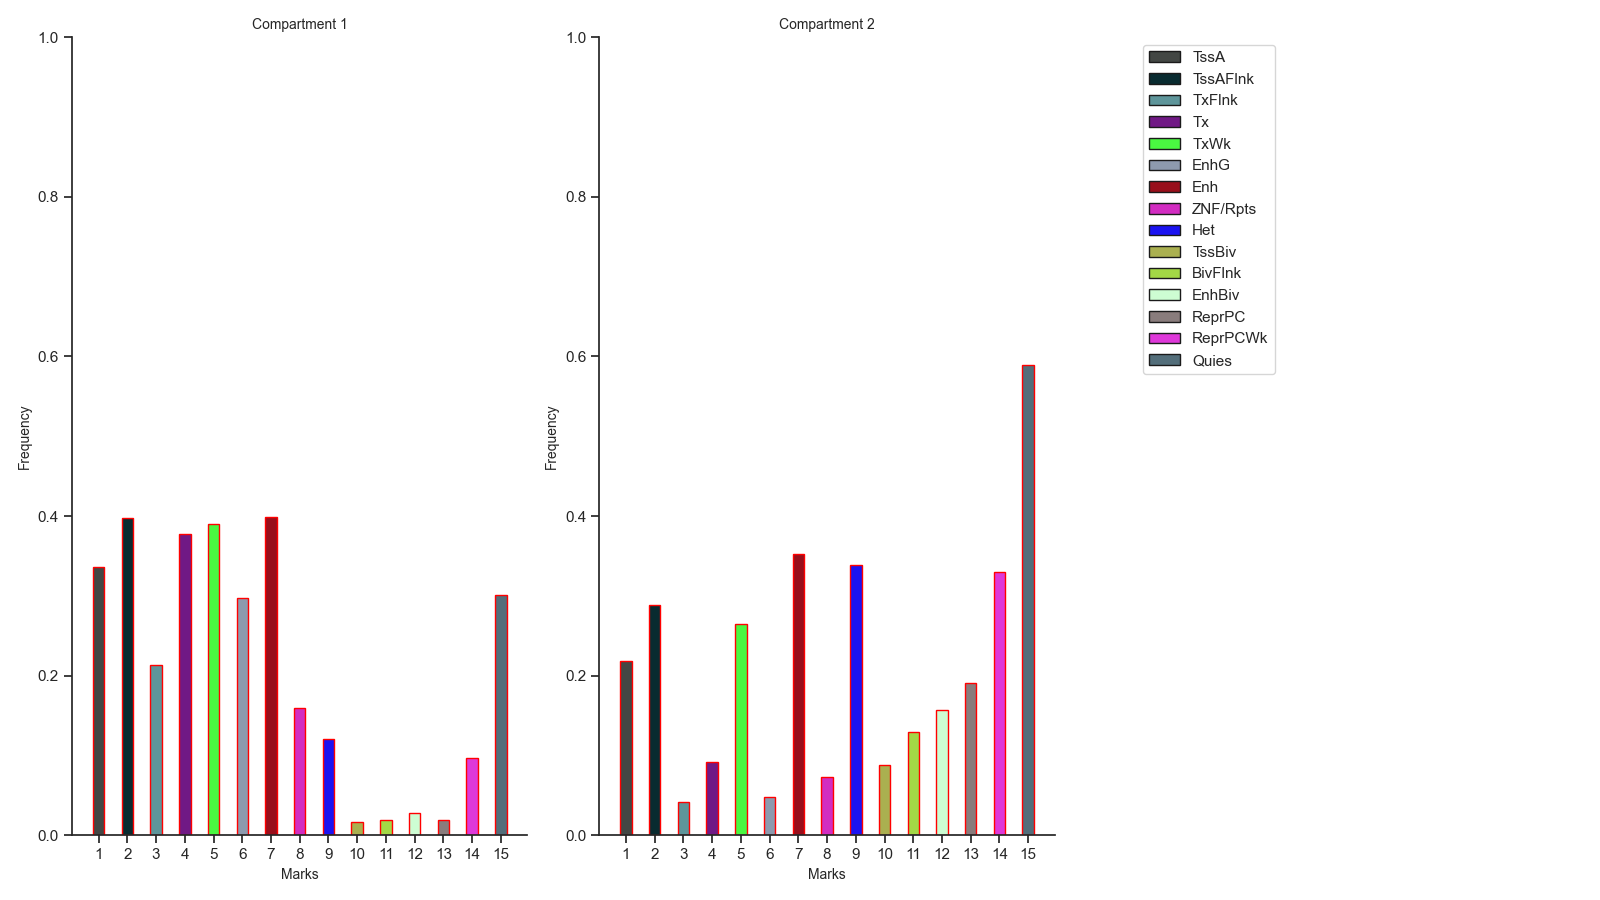 Compartment 1
1.0
0.8
0.6
0.4
0.2
0.0
Frequency
1 2 3 4 5 6 7 8 9 10 11 12 13 14 15
Marks
Compartment 2
1.0
0.8
0.6
0.4
0.2
0.0
Frequency
1 2 3 4 5 6 7 8 9 10 11 12 13 14 15
Marks
TssA
TssAFlnk
TxFlnk
Tx
TxWk
EnhG
Enh
ZNF/Rpts
Het
TssBiv
BivFlnk
EnhBiv
ReprPC
ReprPCWk
Quies